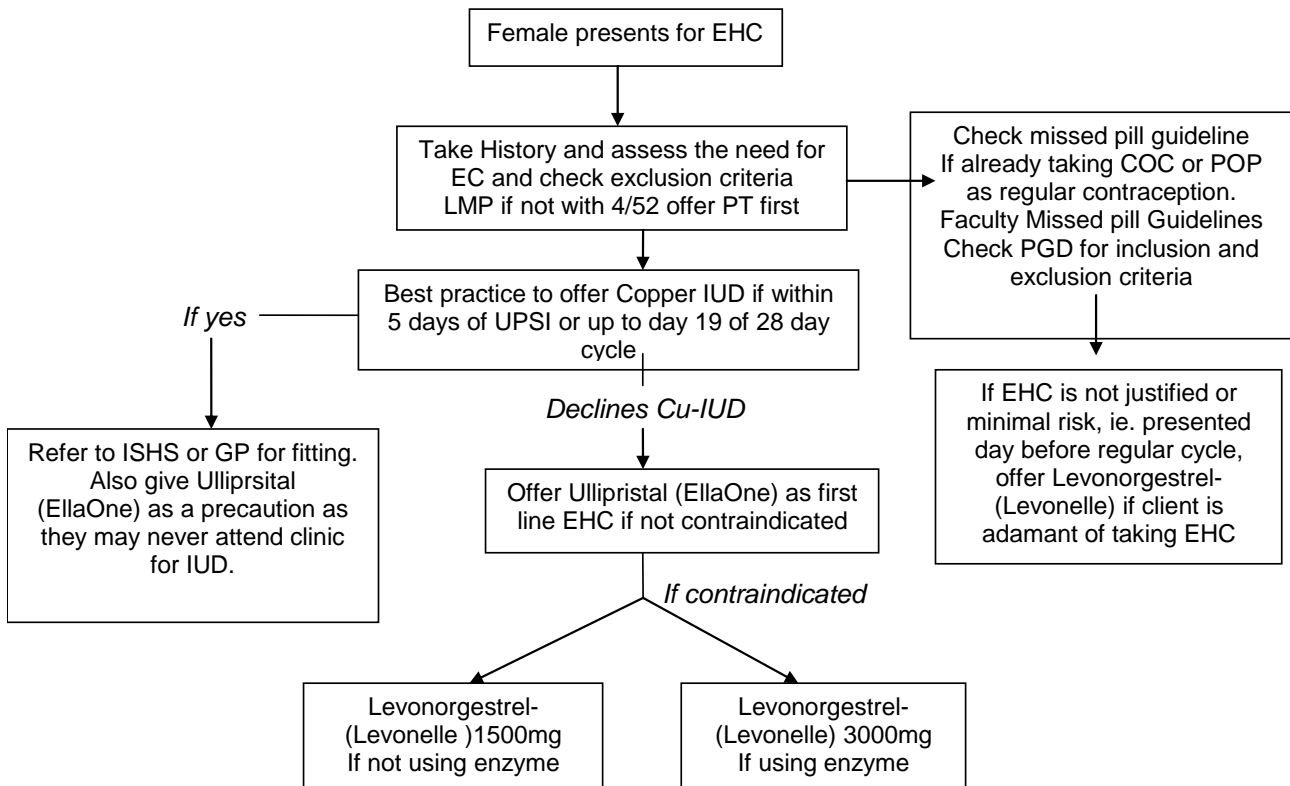 Female presents for EHC
Take History and assess the need for
EC and check exclusion criteria
LMP if not with 4/52 offer PT first
Check missed pill guideline
If already taking COC or POP
as regular contraception.
Faculty Missed pill Guidelines
Check PGD for inclusion and
exclusion criteria
If yes
Best practice to offer Copper IUD if within
5 days of UPSI or up to day 19 of 28 day
cycle
Declines Cu-IUD
If EHC is not justified or
minimal risk, ie. presented
day before regular cycle,
offer Levonorgestrel-
(Levonelle) if client is
adamant of taking EHC
Refer to ISHS or GP for fitting.
Also give Ulliprsital
(EllaOne) as a precaution as
they may never attend clinic
for IUD.
Offer Ullipristal (EllaOne) as first
line EHC if not contraindicated
If contraindicated
Levonorgestrel-
(Levonelle )1500mg
If not using enzyme
Levonorgestrel-
(Levonelle) 3000mg
If using enzyme